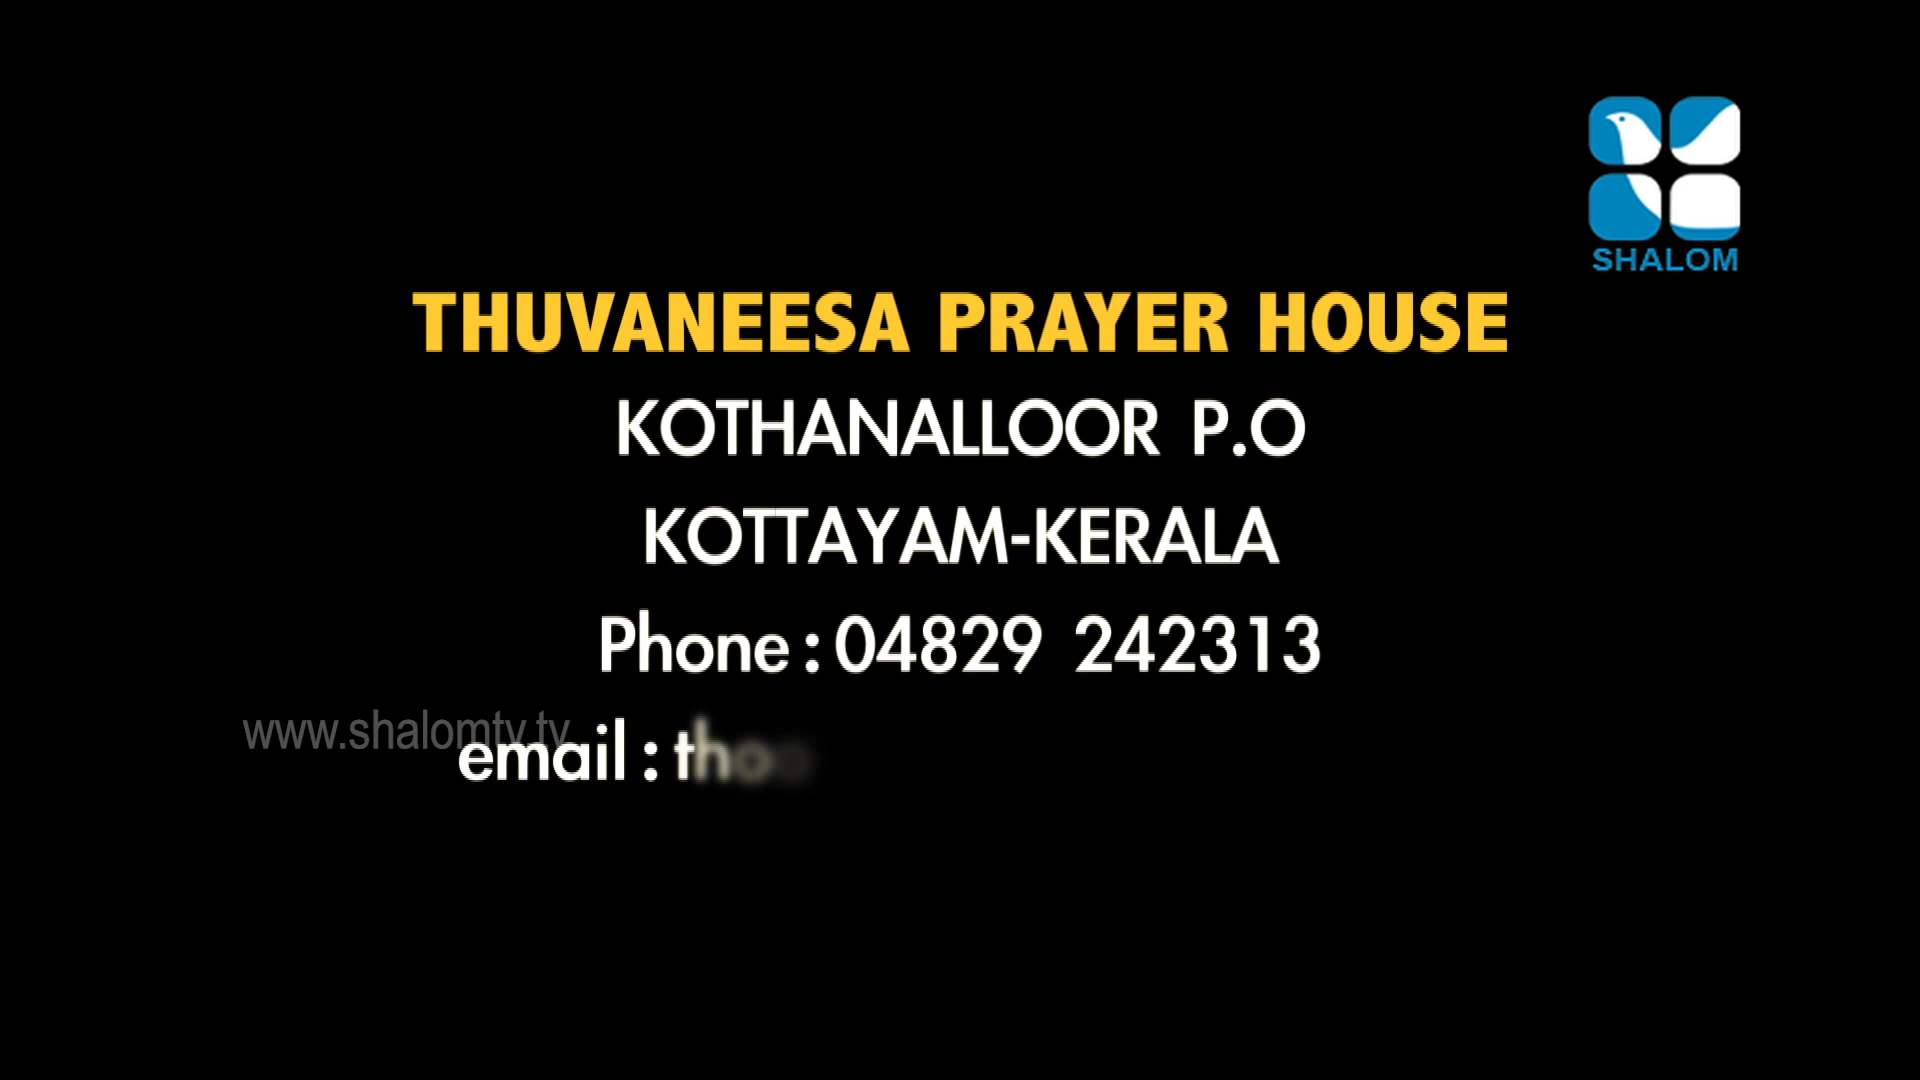 SHALOM
THUVANEESA PRAYER HOUSE
KOTHANALLOOR P.O
KOTTAYAM-KERALA
Phone : 04829 242313
www.shalomtv.tv
email :